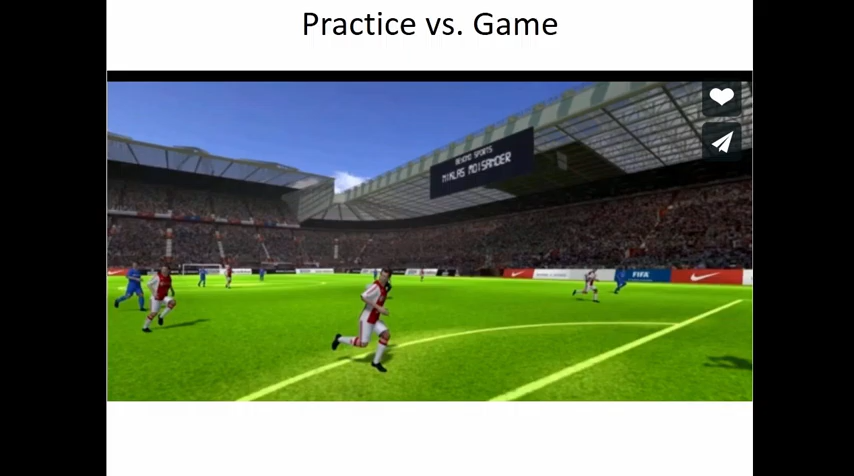 Practice vs. Game
BEYOND SPORTS
NIKLAS MOISANDER
FIFA